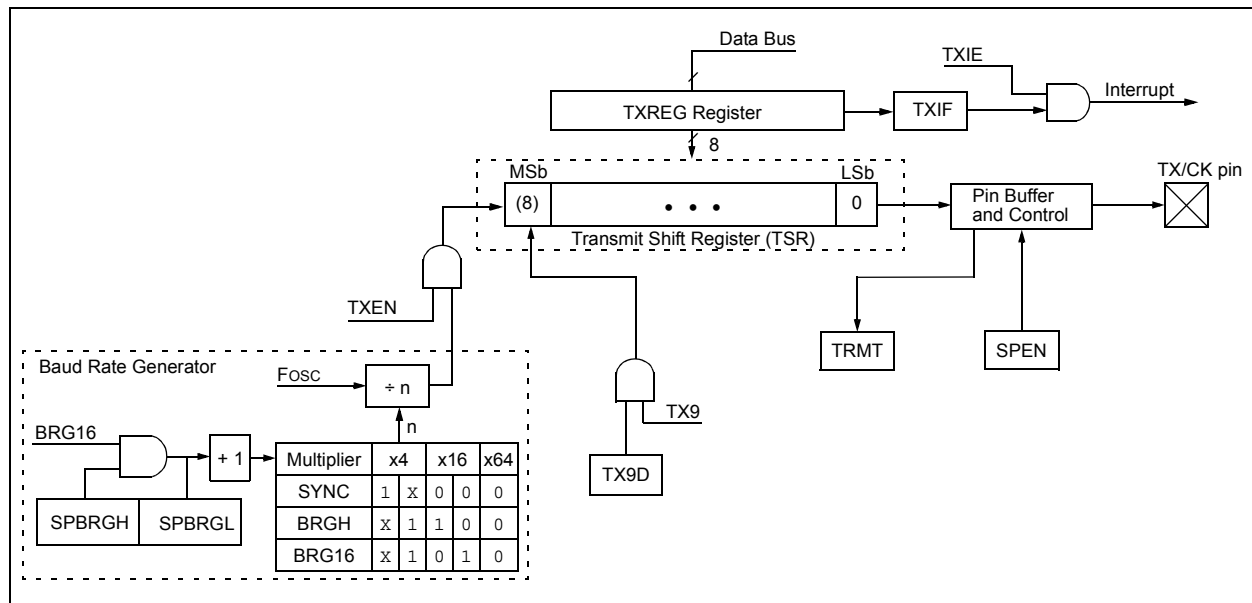 Data Bus
TXIE
Interrupt
TXREG Register
TXIF
8
MSb
LSb
TX/CK pin
(8)
• • •
0
Pin Buffer
and Control
Transmit Shift Register (TSR)
TXEN
TRMT
SPEN
Baud Rate Generator
FOSC
÷ n
TX9
n
BRG16
+ 1
Multiplier x4 x16 x64
TX9D
SYNC 1 X 0 0 0
SPBRGH SPBRGL
BRGH X 1 1 0 0
BRG16 X 1 0 1 0